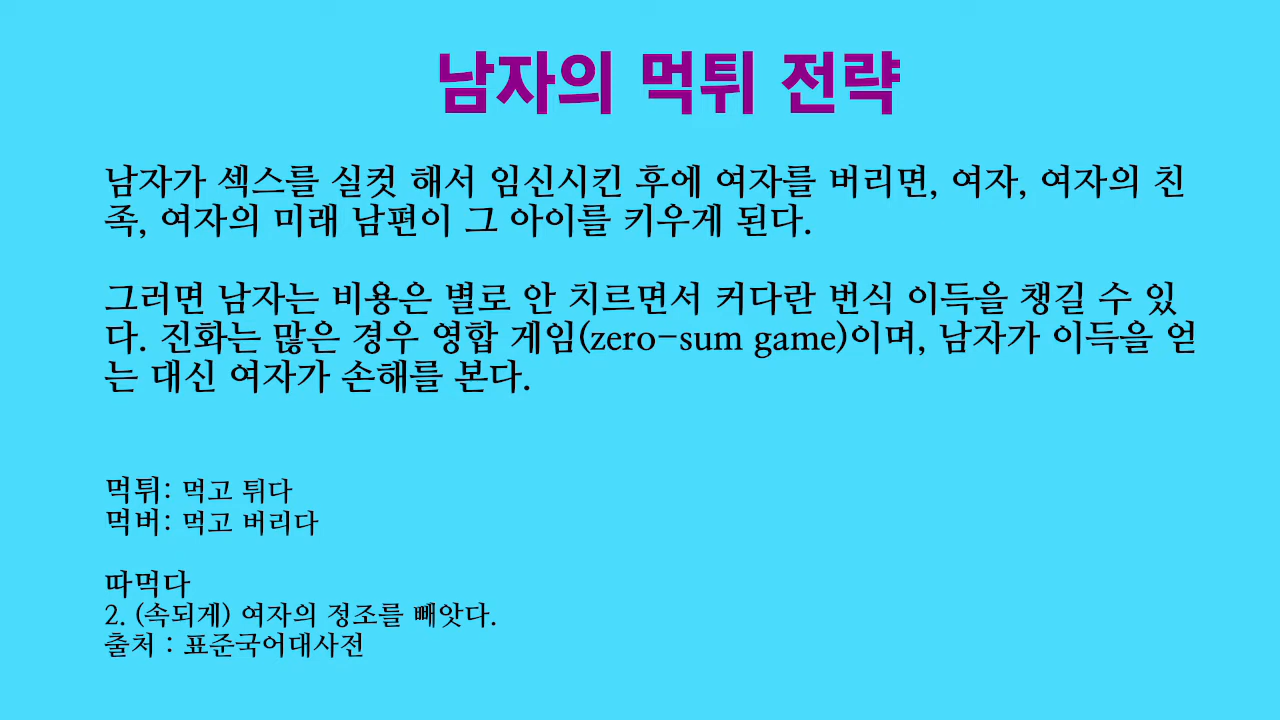 남자의 먹튀 전략
남자가 섹스를 실컷 해서 임신시킨 후에 여자를 버리면, 여자, 여자의 친
족, 여자의 미래 남편이 그 아이를 키우게 된다.
그러면 남자는 비용은 별로 안 치르면서 커다란 번식 이득을 챙길 수 있
다. 진화는 많은 경우 영합 게임(zero-sum game)이며, 남자가 이득을 얻
는 대신 여자가 손해를 본다.
먹튀: 먹고 튀다
먹버: 먹고 버리다
따먹다
2. (속되게) 여자의 정조를 빼앗다.
출처 : 표준국어대사전